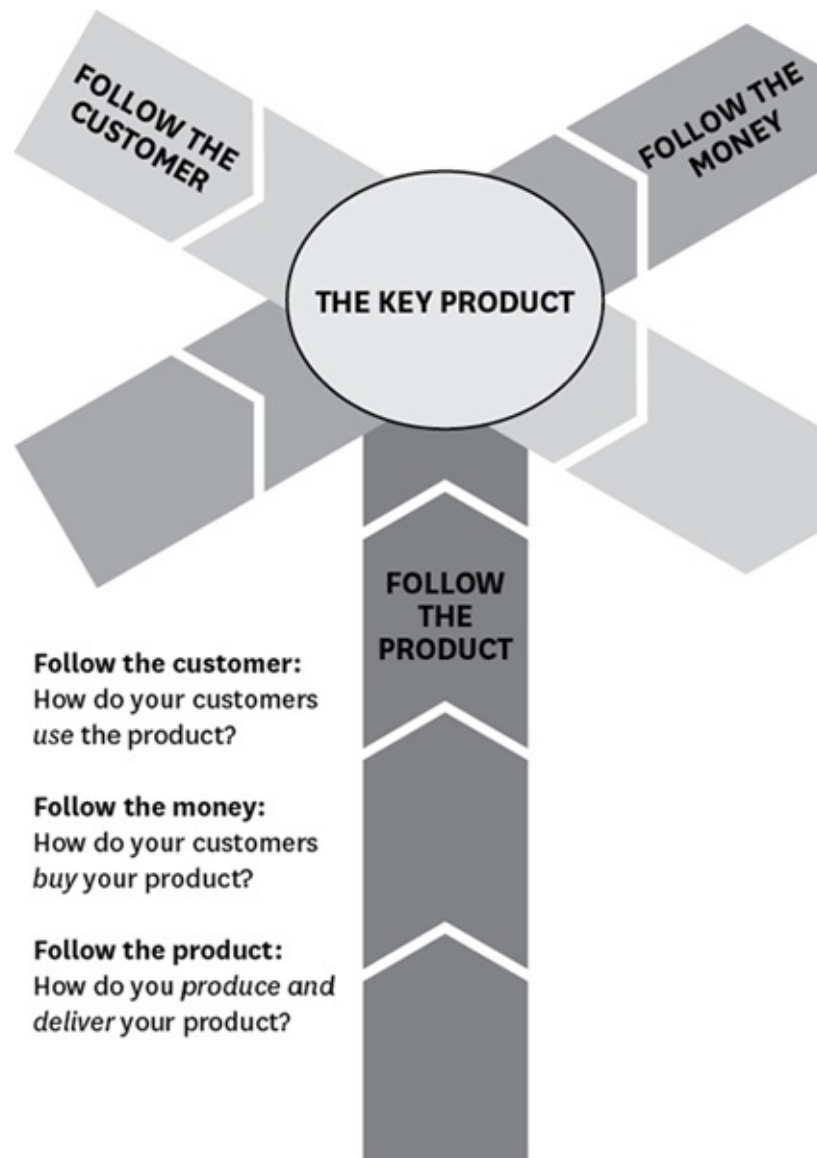 FOLLOW THE
CUSTOMER
FOLLOW THE
MONEY
THE KEY PRODUCT
FOLLOW
THE
PRODUCT
Follow the customer:
How do your customers
use the product?
Follow the money:
How do your customers
buy your product?
Follow the product:
How do you produce and
deliver your product?